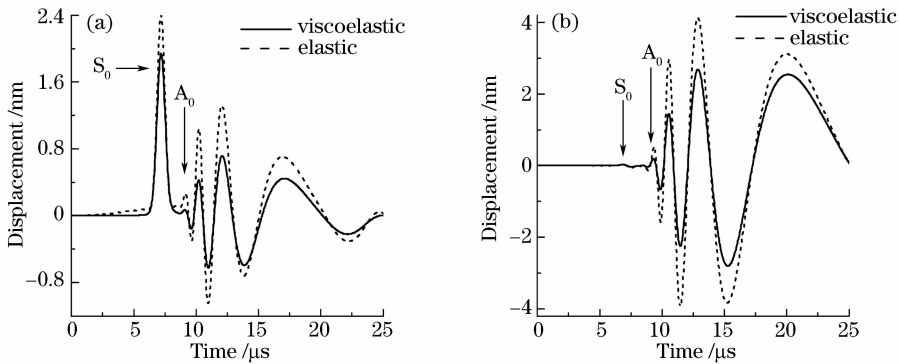 (a)
viscoelastic
elastic
S0
A0
2.4
1.6
0.8
0
−0.8
Displacement /nm
0 5 10 15 20 25
Time /μs
(b)
viscoelastic
elastic
S0
A0
4
2
0
−2
−4
Displacement /nm
0 5 10 15 20 25
Time /μs